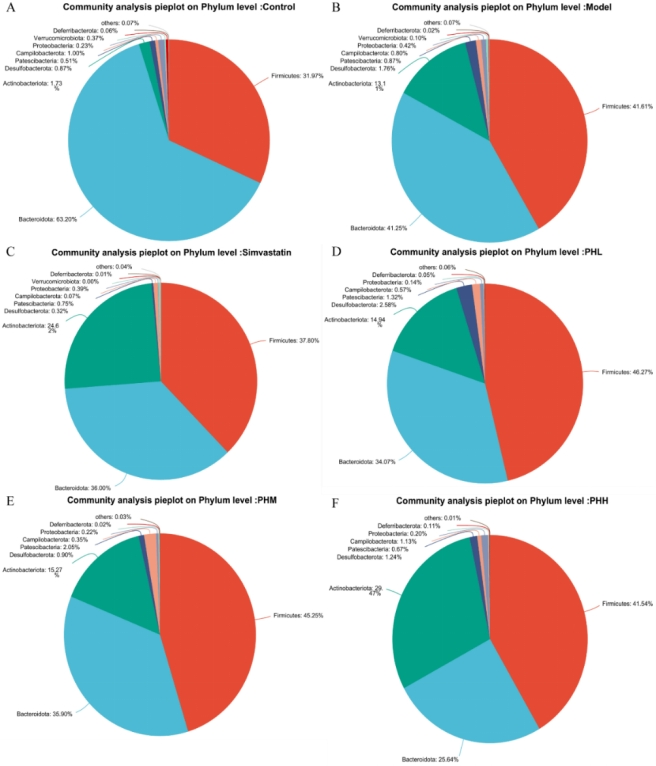 A
Community analysis pieplot on Phylum level :Control
others: 0.07%
Deferribacterota: 0.06%
Verrucomicrobiota: 0.37%
Proteobacteria: 0.23%
Campilobacterota: 1.00%
Patescibacteria: 0.51%
Desulfobacterota: 0.87%
Actinobacteriota: 1.73
%
Firmicutes: 31.97%
Bacteroidota: 63.20%
B
Community analysis pieplot on Phylum level :Model
others: 0.07%
Deferribacterota: 0.02%
Verrucomicrobiota: 0.10%
Proteobacteria: 0.42%
Campilobacterota: 0.80%
Patescibacteria: 0.87%
Desulfobacterota: 1.76%
Actinobacteriota: 13.1
1%
Firmicutes: 41.61%
Bacteroidota: 41.25%
C
Community analysis pieplot on Phylum level :Simvastatin
others: 0.04%
Deferribacterota: 0.01%
Verrucomicrobiota: 0.00%
Proteobacteria: 0.39%
Campilobacterota: 0.07%
Patescibacteria: 0.75%
Desulfobacterota: 0.32%
Actinobacteriota: 24.6
2%
Firmicutes: 37.80%
Bacteroidota: 36.00%
D
Community analysis pieplot on Phylum level :PHL
others: 0.06%
Deferribacterota: 0.05%
Proteobacteria: 0.14%
Campilobacterota: 0.57%
Patescibacteria: 1.32%
Desulfobacterota: 2.58%
Actinobacteriota: 14.94
%
Firmicutes: 46.27%
Bacteroidota: 34.07%
E
Community analysis pieplot on Phylum level :PHM
others: 0.03%
Deferribacterota: 0.02%
Proteobacteria: 0.22%
Campilobacterota: 0.35%
Patescibacteria: 2.05%
Desulfobacterota: 0.90%
Actinobacteriota: 15.27
%
Firmicutes: 45.25%
Bacteroidota: 35.90%
F
Community analysis pieplot on Phylum level :PHH
others: 0.01%
Deferribacterota: 0.11%
Proteobacteria: 0.20%
Campilobacterota: 1.13%
Patescibacteria: 0.67%
Desulfobacterota: 1.24%
Actinobacteriota: 29.
47%
Firmicutes: 41.54%
Bacteroidota: 25.64%